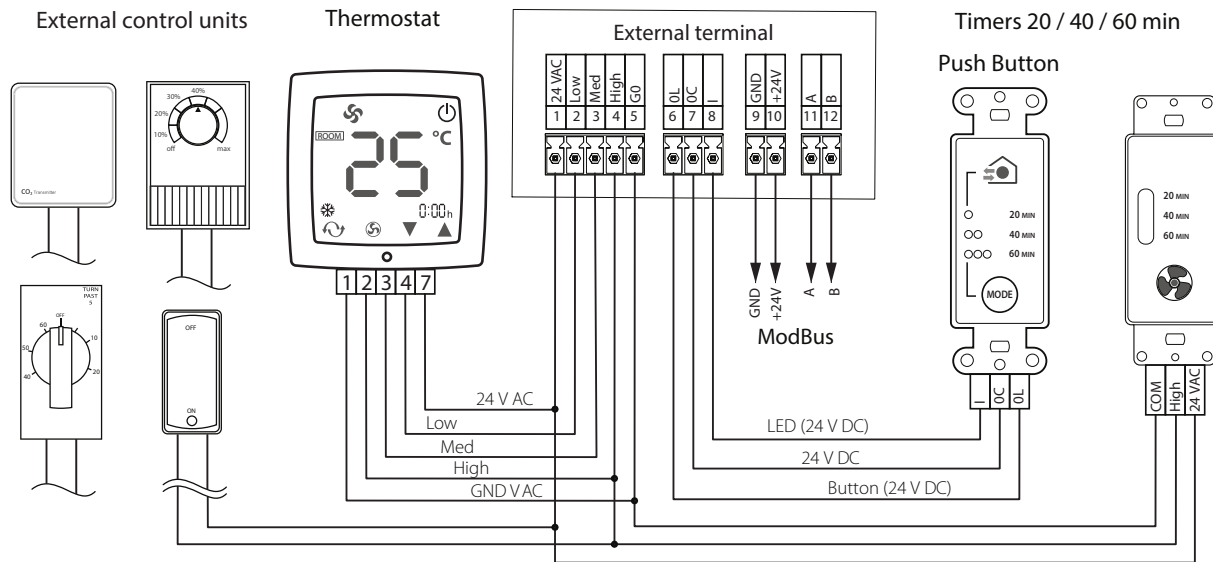 External control units
Thermostat
External terminal
Timers 20 / 40 / 60 min
Push Button
CO₂ Transmitter
off
10%
20%
30%
40%
max
TURN
PAST
5
OFF
10
20
40
50
60
OFF
ON
ROOM
25 °C
0:00 h
1 2 3 4 7
24 VAC
Low
Med
High
G0
0L
0C
I
GND
+24V
A
B
1 2 3 4 5 6 7 8 9 10 11 12
GND
+24V
A
B
ModBus
20 MIN
40 MIN
60 MIN
MODE
I
0C
0L
20 MIN
40 MIN
60 MIN
COM
High
24 VAC
24 V AC
Low
Med
High
GND V AC
LED (24 V DC)
24 V DC
Button (24 V DC)